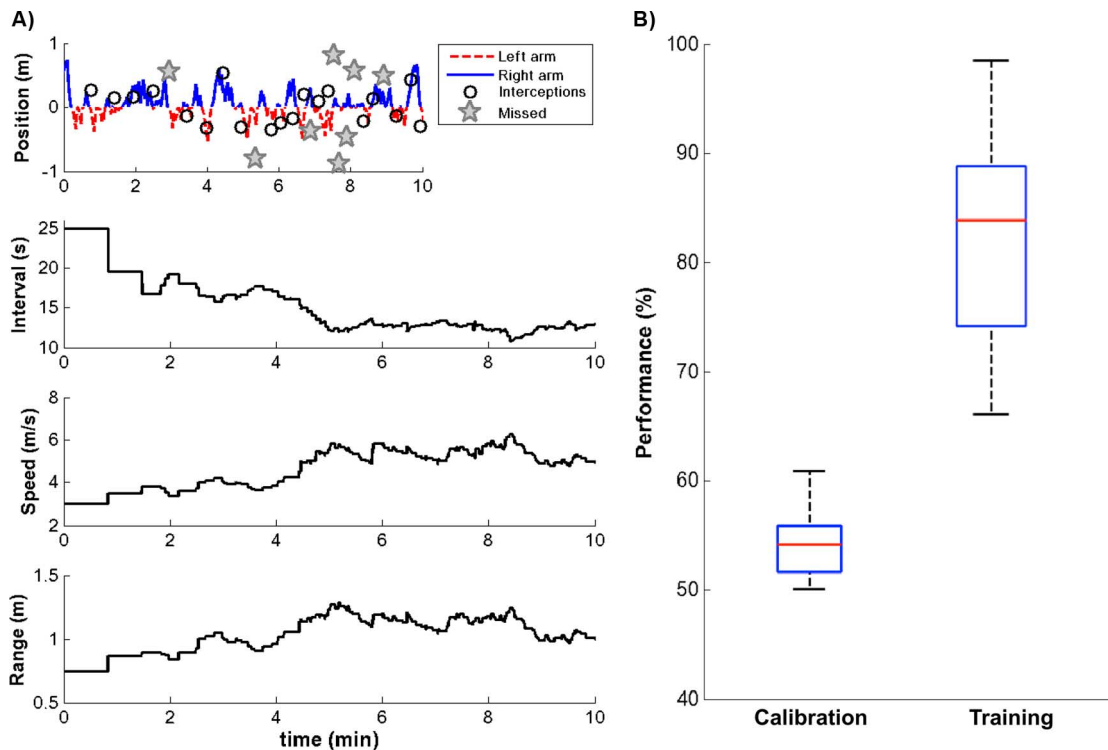 A)
Position (m)
1
0
-1
0 2 4 6 8 10
Left arm
Right arm
Interceptions
Missed
Interval (s)
25
20
15
10
0 2 4 6 8 10
Speed (m/s)
8
6
4
2
0 2 4 6 8 10
Range (m)
1.5
1
0.5
0 2 4 6 8 10
time (min)
B)
Performance (%)
100
90
80
70
60
50
40
Calibration Training